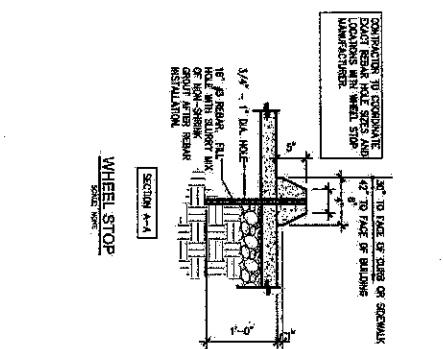 CONTRACTOR TO COORDINATE
EXACT REBAR HOLE SIZES AND
LOCATIONS WITH WHEEL STOP
MANUFACTURER.
30" TO FACE OF CURB OR SIDEWALK
42" TO FACE OF BUILDING
6"
5"
3/4" - 1" DIA. HOLE
18" #3 REBAR, FILL
HOLE WITH SLURRY MIX
OF NON-SHRINK
GROUT AFTER REBAR
INSTALLATION.
1'-0"
SECTION A-A
WHEEL STOP
SCALE: NONE